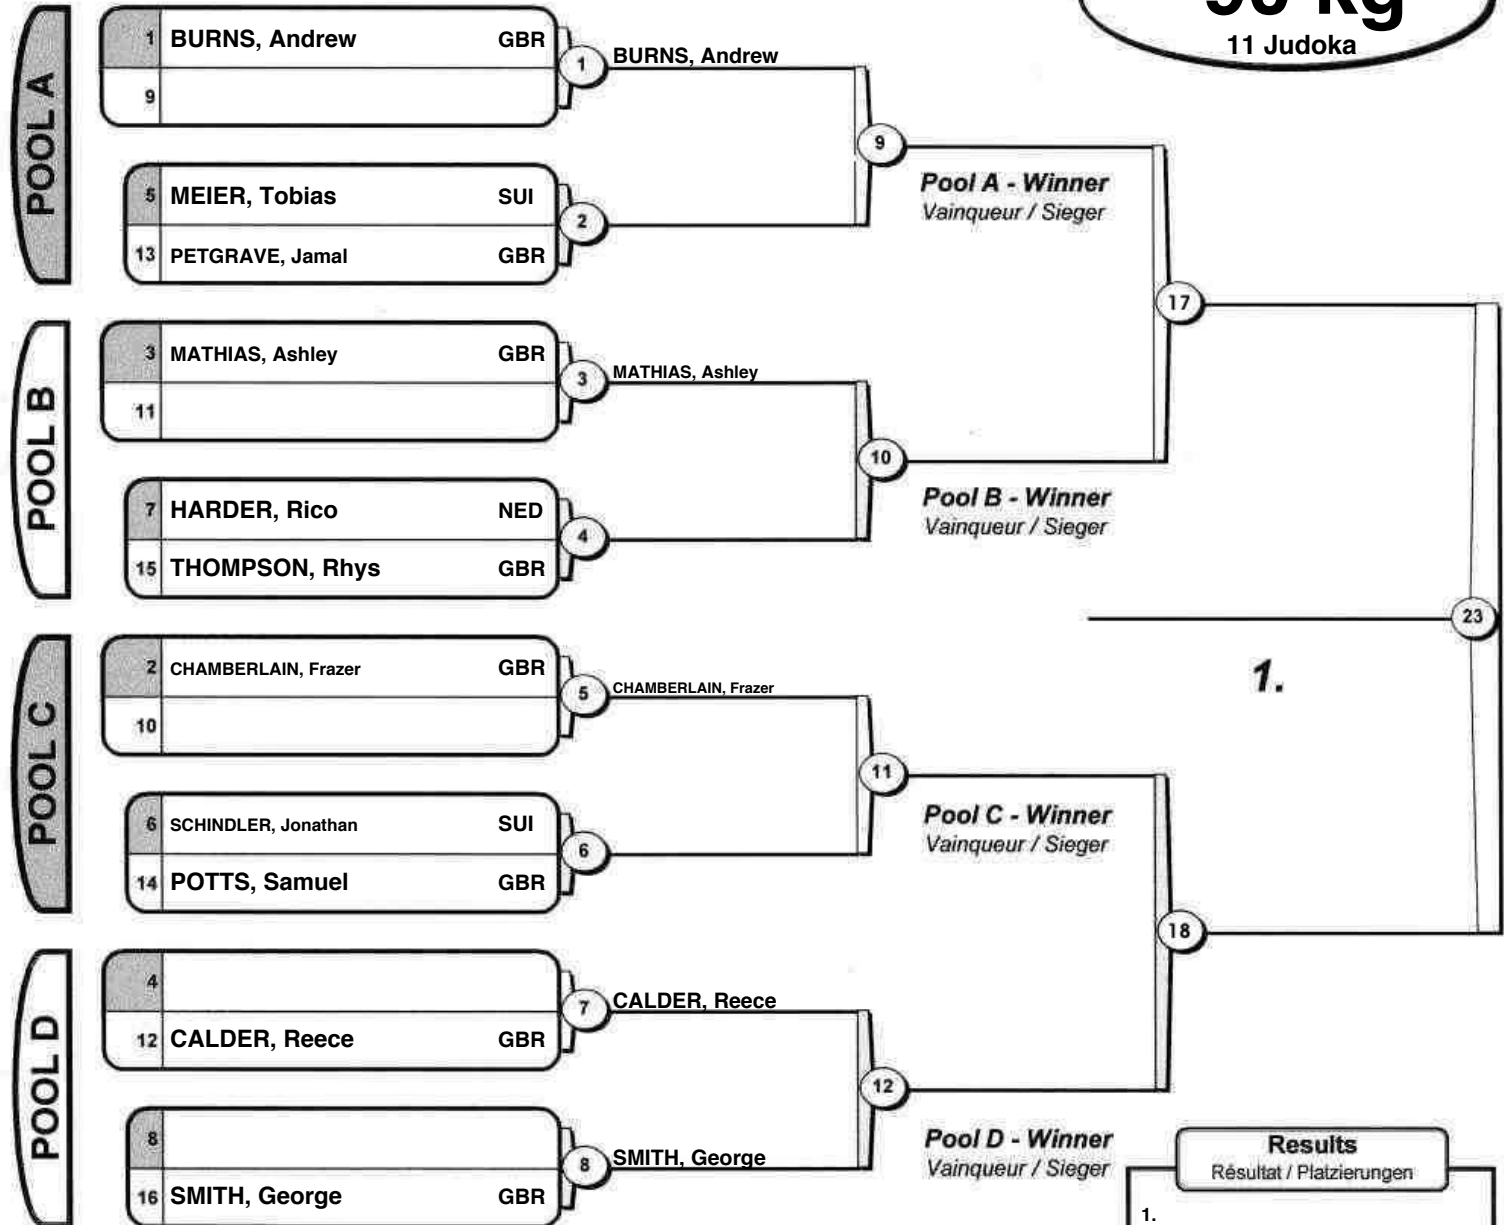 11 Judoka
POOL A
1 BURNS, Andrew GBR
9
1 BURNS, Andrew
5 MEIER, Tobias SUI
13 PETGRAVE, Jamal GBR
2
9
Pool A - Winner
Vainqueur / Sieger
17
POOL B
3 MATHIAS, Ashley GBR
11
3 MATHIAS, Ashley
7 HARDER, Rico NED
15 THOMPSON, Rhys GBR
4
10
Pool B - Winner
Vainqueur / Sieger
23
1.
POOL C
2 CHAMBERLAIN, Frazer GBR
10
5 CHAMBERLAIN, Frazer
6 SCHINDLER, Jonathan SUI
14 POTTS, Samuel GBR
6
11
Pool C - Winner
Vainqueur / Sieger
18
POOL D
4
12 CALDER, Reece GBR
7 CALDER, Reece
8
16 SMITH, George GBR
8 SMITH, George
12
Pool D - Winner
Vainqueur / Sieger
Results
Résultat / Platzierungen
1.